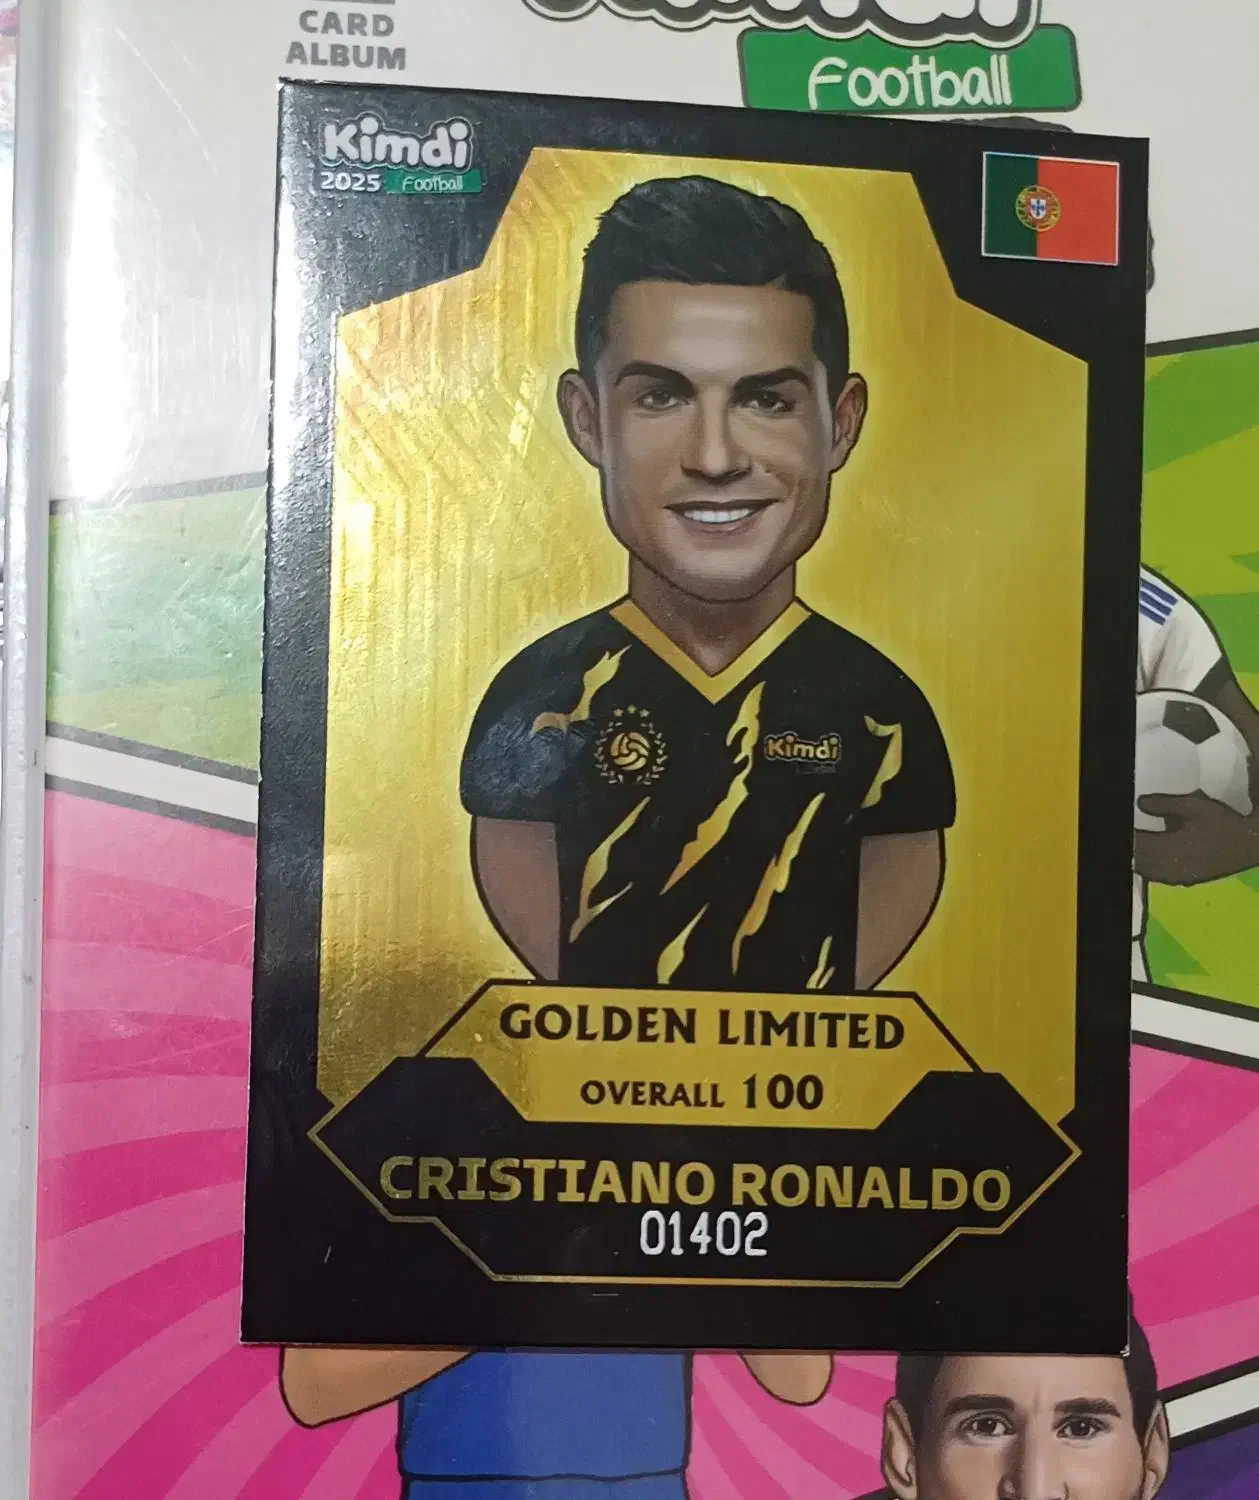 CARD
ALBUM
Football
Kimdi
2025 Football
Kimdi
GOLDEN LIMITED
OVERALL 100
CRISTIANO RONALDO
01402